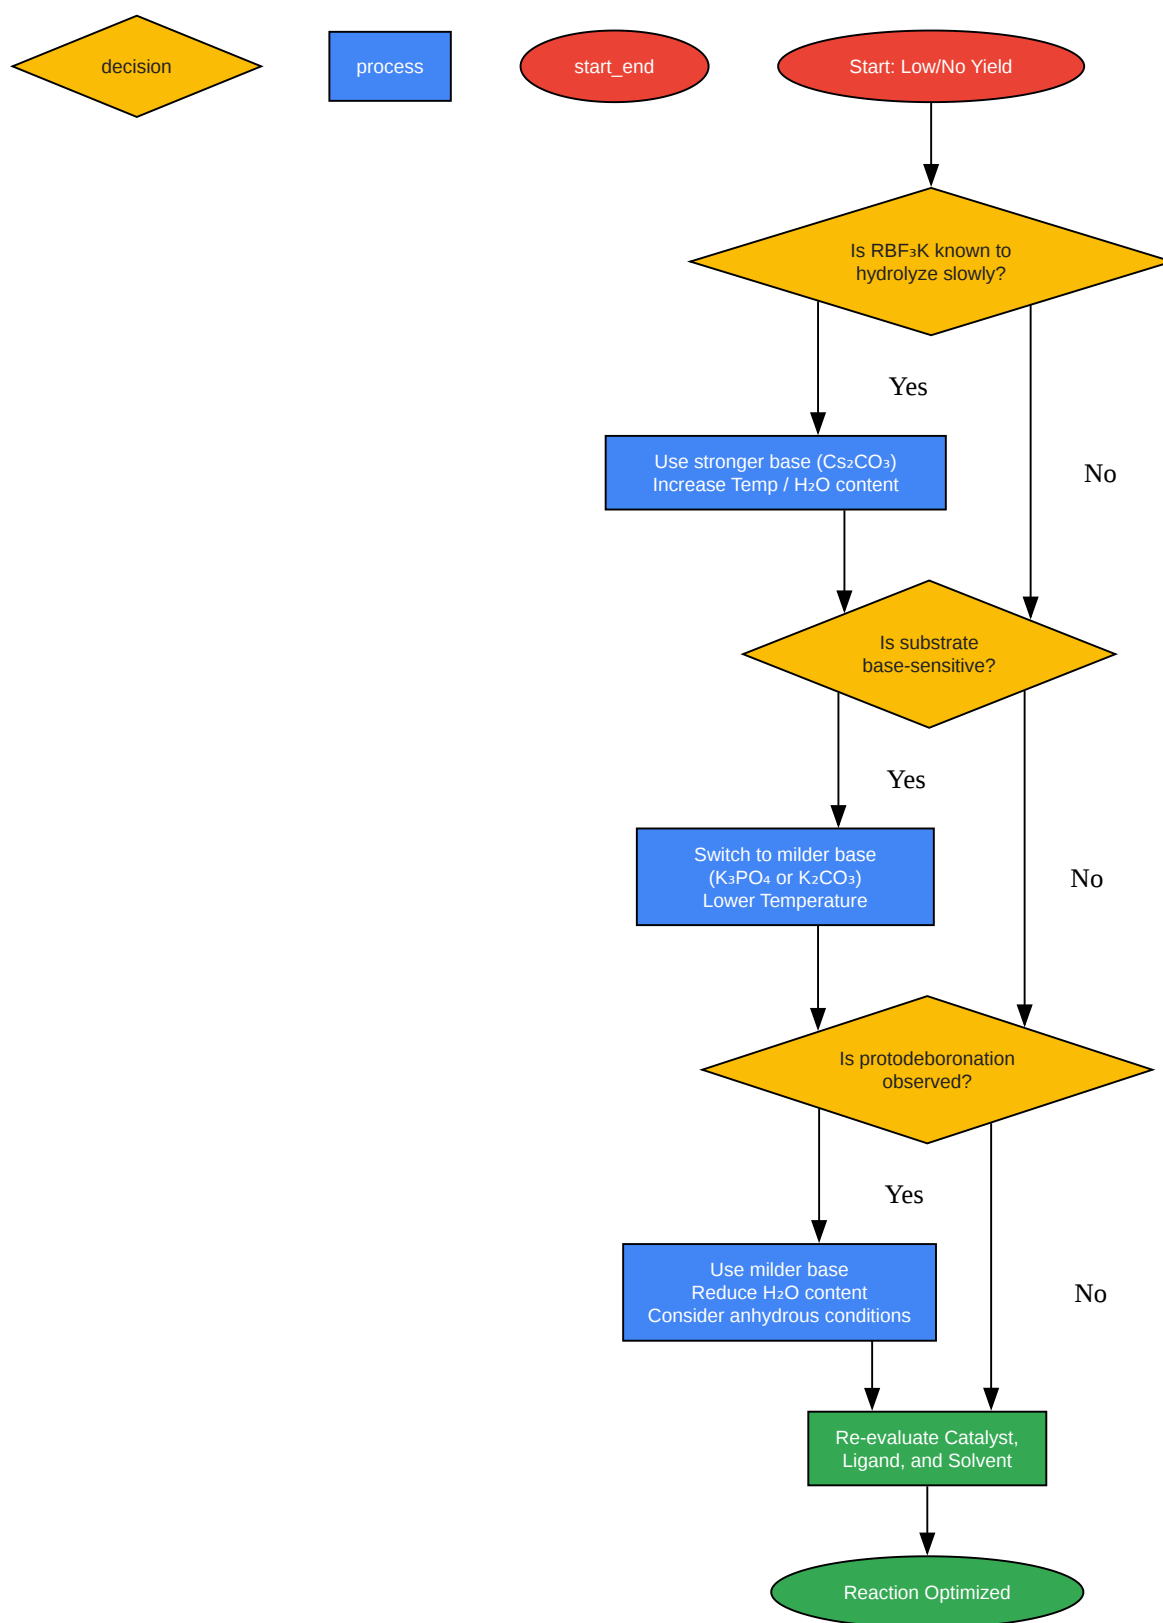 decision
process
start_end
Start: Low/No Yield
Is RBF₃K known to
hydrolyze slowly?
Yes
Use stronger base (Cs₂CO₃)
Increase Temp / H₂O content
No
Is substrate
base-sensitive?
Yes
Switch to milder base
(K₃PO₄ or K₂CO₃)
Lower Temperature
No
Is protodeboronation
observed?
Yes
Use milder base
Reduce H₂O content
Consider anhydrous conditions
No
Re-evaluate Catalyst,
Ligand, and Solvent
Reaction Optimized